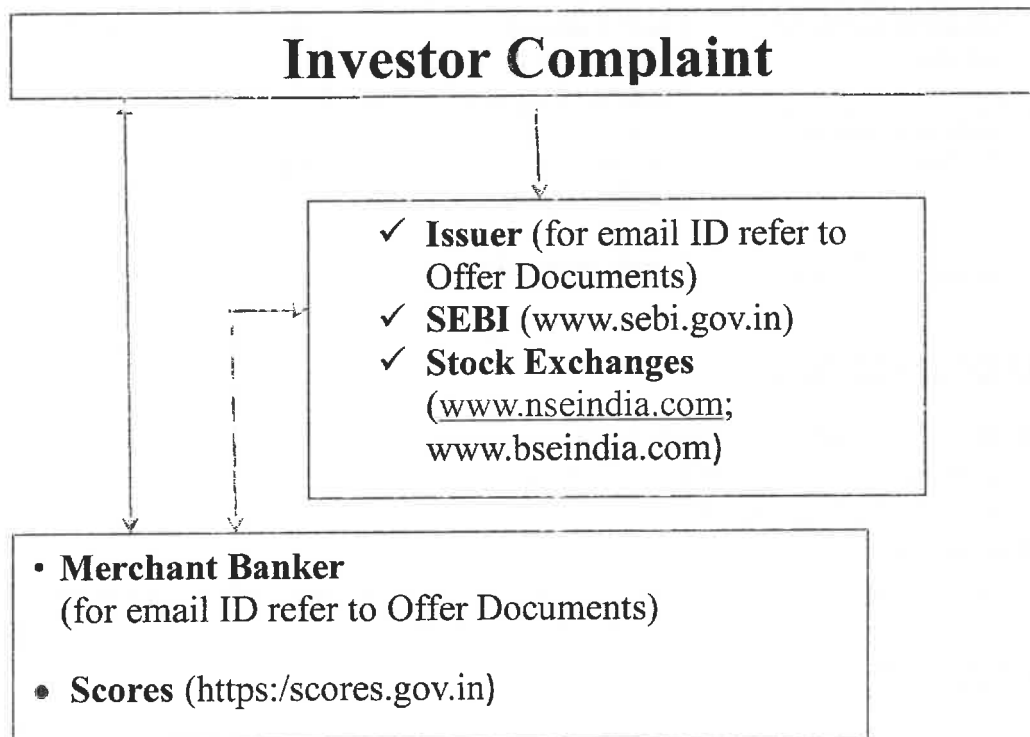 Investor Complaint
✓ Issuer (for email ID refer to
Offer Documents)
✓ SEBI (www.sebi.gov.in)
✓ Stock Exchanges
(www.nseindia.com;
www.bseindia.com)
• Merchant Banker
(for email ID refer to Offer Documents)
• Scores (https:/scores.gov.in)